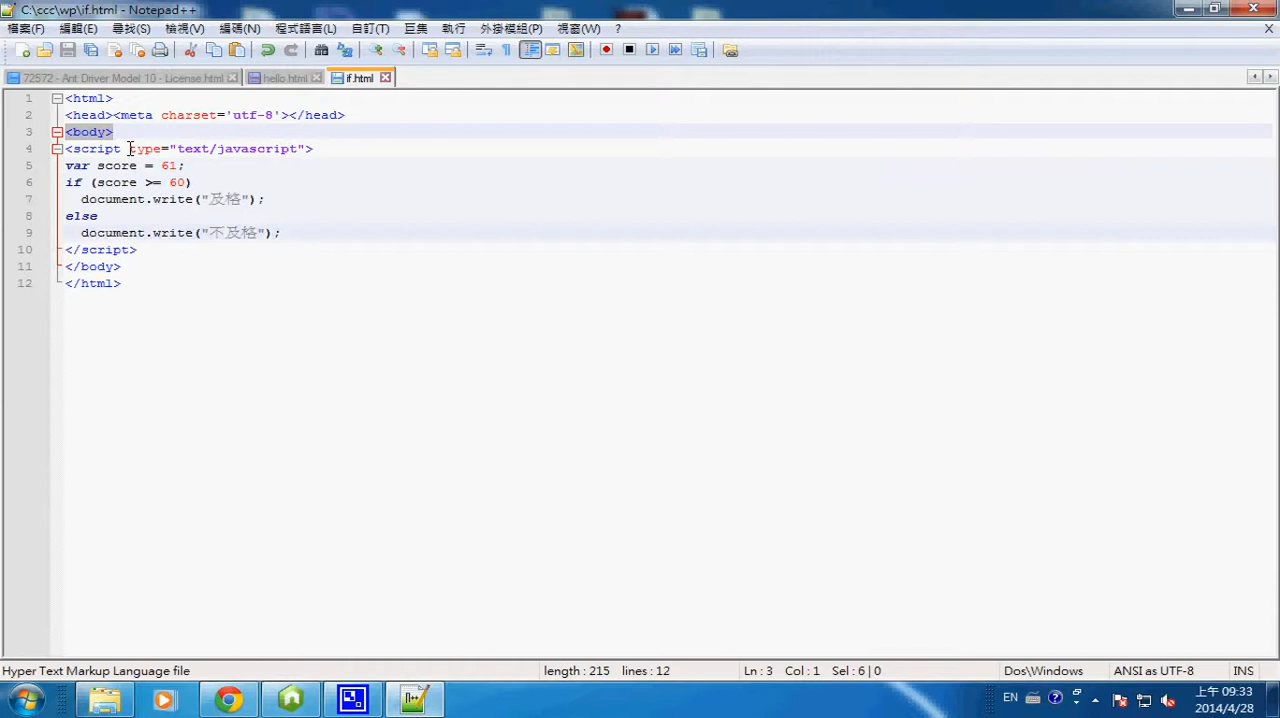 C:\ccc\wp\if.html - Notepad++
檔案(F) 編輯(E) 尋找(S) 檢視(V) 編碼(N) 程式語言(L) 自訂(T) 巨集 執行 外掛模組(P) 視窗(W) ? X
72572 - Ant Driver Model 10 - License.html hello.html if.html
1 <html>
2 <head><meta charset='utf-8'></head>
3 <body>
4 <script type="text/javascript">
5 var score = 61;
6 if (score >= 60)
7 document.write("及格");
8 else
9 document.write("不及格");
10 </script>
11 </body>
12 </html>
Hyper Text Markup Language file length : 215 lines : 12 Ln : 3 Col : 1 Sel : 6 | 0 Dos\Windows ANSI as UTF-8 INS
EN 上午 09:33
2014/4/28